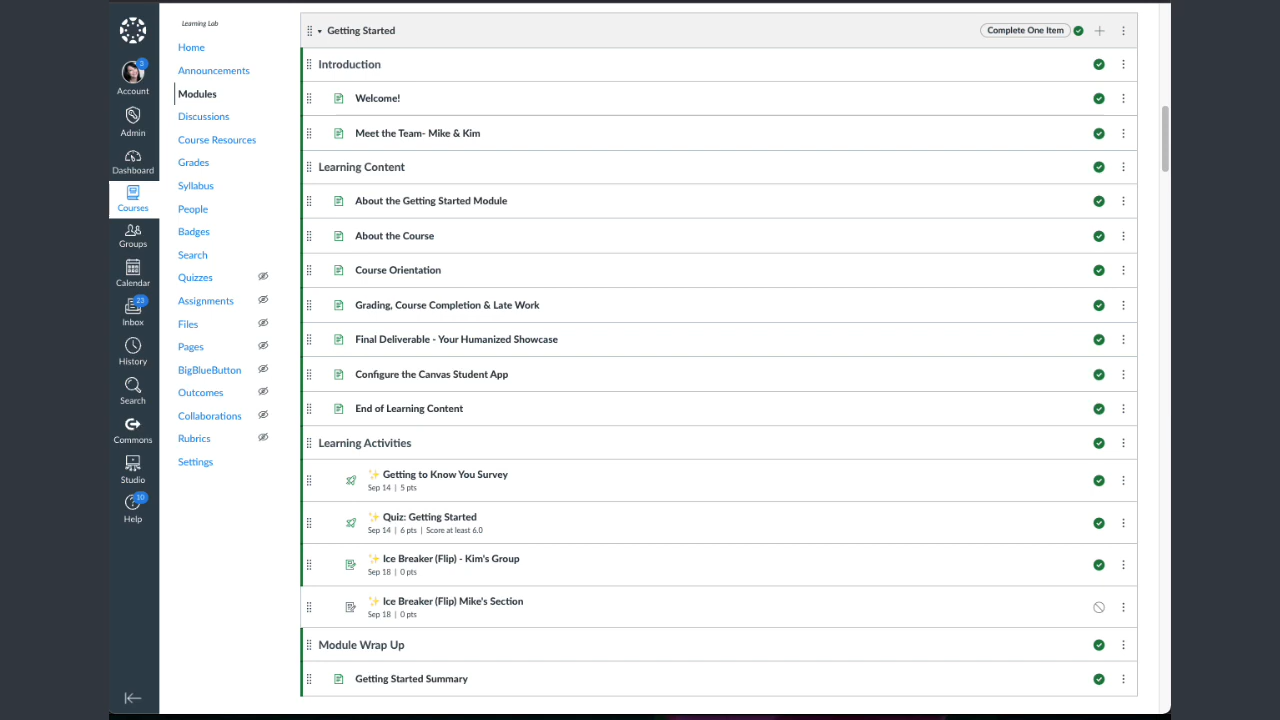 Learning Lab
Home
Announcements
Modules
Discussions
Course Resources
Grades
Syllabus
People
Badges
Search
Quizzes
Assignments
Files
Pages
BigBlueButton
Outcomes
Collaborations
Rubrics
Settings
3
Account
Admin
Dashboard
Courses
Groups
Calendar
23
Inbox
History
Search
Commons
Studio
10
Help
Getting Started
Complete One Item
Introduction
Welcome!
Meet the Team- Mike & Kim
Learning Content
About the Getting Started Module
About the Course
Course Orientation
Grading, Course Completion & Late Work
Final Deliverable - Your Humanized Showcase
Configure the Canvas Student App
End of Learning Content
Learning Activities
✨ Getting to Know You Survey
Sep 14 | 5 pts
✨ Quiz: Getting Started
Sep 14 | 6 pts | Score at least 6.0
✨ Ice Breaker (Flip) - Kim's Group
Sep 18 | 0 pts
✨ Ice Breaker (Flip) Mike's Section
Sep 18 | 0 pts
Module Wrap Up
Getting Started Summary